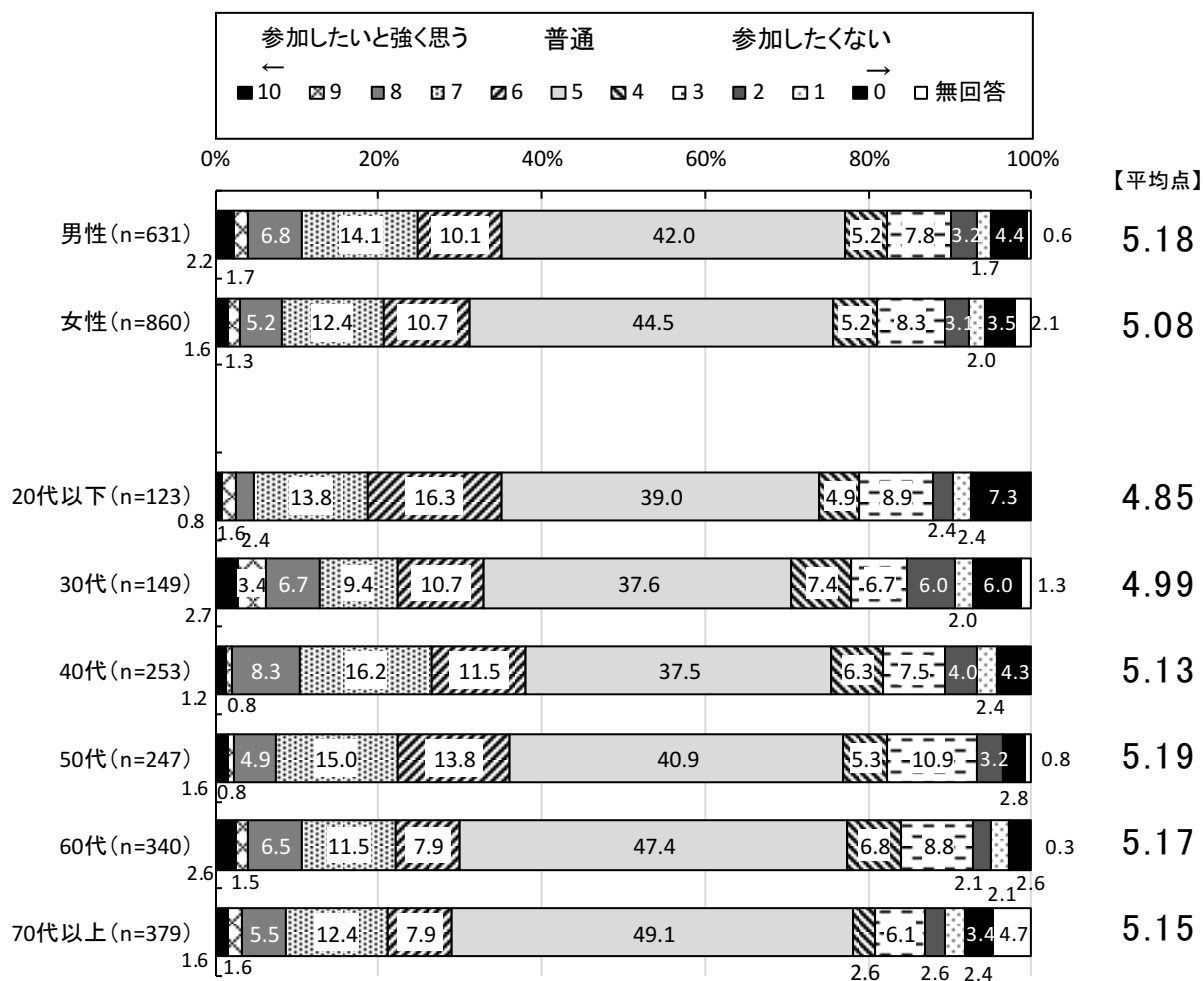 参加したいと強く思う 普通 参加したくない
← →
■10 9 8 7 6 5 4 3 2 1 0 無回答
0% 20% 40% 60% 80% 100%
【平均点】
男性(n=631) 6.8 14.1 10.1 42.0 5.2 7.8 3.2 4.4 0.6 5.18
2.2 1.7 1.7
女性(n=860) 5.2 12.4 10.7 44.5 5.2 8.3 3.1 3.5 2.1 5.08
1.6 1.3 2.0
20代以下(n=123) 13.8 16.3 39.0 4.9 8.9 7.3 4.85
0.8 1.6 2.4 2.4 2.4
30代(n=149) 3.4 6.7 9.4 10.7 37.6 7.4 6.7 6.0 6.0 1.3 4.99
2.7 2.0
40代(n=253) 8.3 16.2 11.5 37.5 6.3 7.5 4.0 4.3 5.13
1.2 0.8 2.4
50代(n=247) 4.9 15.0 13.8 40.9 5.3 10.9 3.2 0.8 5.19
1.6 0.8 2.8
60代(n=340) 6.5 11.5 7.9 47.4 6.8 8.8 0.3 5.17
2.6 1.5 2.1 2.1 2.6
70代以上(n=379) 5.5 12.4 7.9 49.1 6.1 3.4 4.7 5.15
1.6 1.6 2.6 2.6 2.4